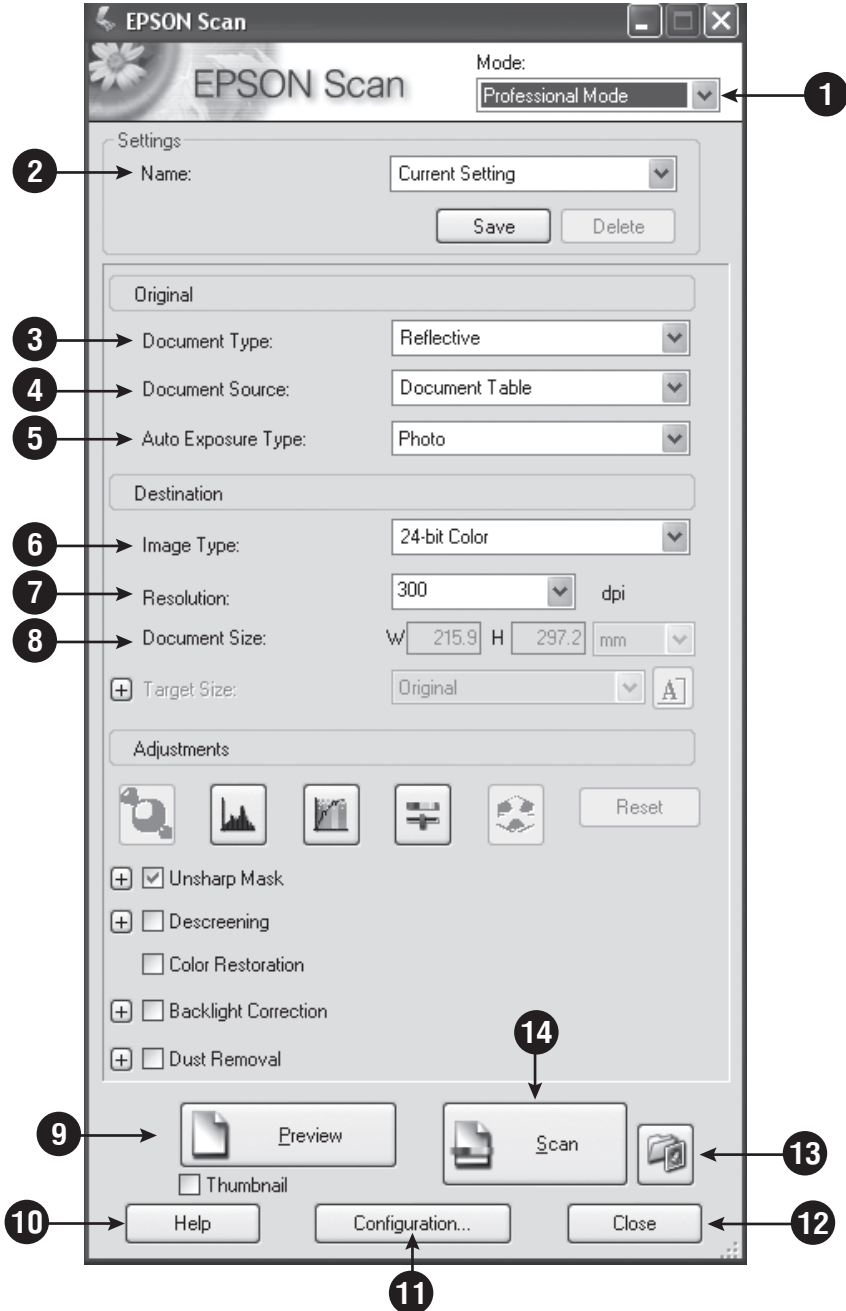 EPSON Scan
EPSON Scan
Mode:
Professional Mode
1
Settings
2
Name:
Current Setting
Save
Delete
Original
3
Document Type:
Reflective
4
Document Source:
Document Table
5
Auto Exposure Type:
Photo
Destination
6
Image Type:
24-bit Color
7
Resolution:
300
dpi
8
Document Size:
W 215.9 H 297.2 mm
Target Size:
Original
A
Adjustments
Reset
Unsharp Mask
Descreening
Color Restoration
Backlight Correction
Dust Removal
14
9
Preview
Scan
13
Thumbnail
10
Help
Configuration...
Close
12
11